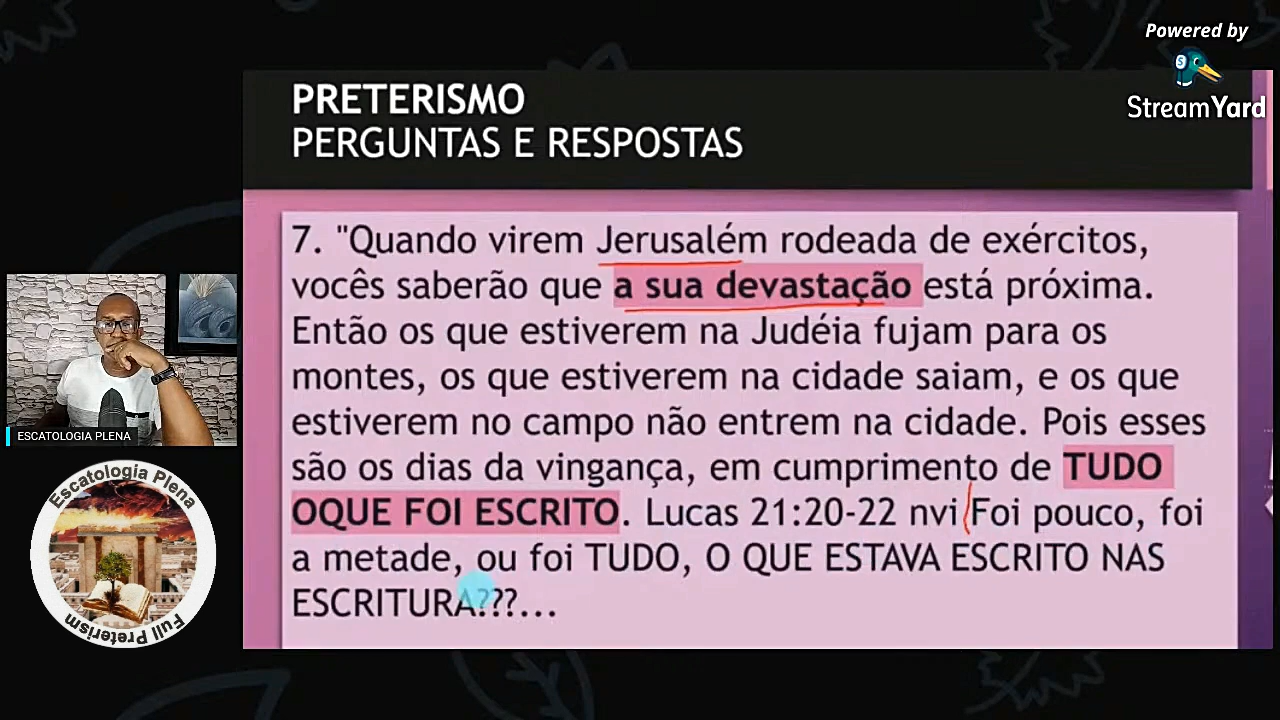 Powered by
StreamYard
PRETERISMO
PERGUNTAS E RESPOSTAS
7. "Quando virem Jerusalém rodeada de exércitos,
vocês saberão que a sua devastação está próxima.
Então os que estiverem na Judéia fujam para os
montes, os que estiverem na cidade saiam, e os que
estiverem no campo não entrem na cidade. Pois esses
são os dias da vingança, em cumprimento de TUDO
OQUE FOI ESCRITO. Lucas 21:20-22 nvi Foi pouco, foi
a metade, ou foi TUDO, O QUE ESTAVA ESCRITO NAS
ESCRITURA???...
ESCATOLOGIA PLENA
Escatologia Plena
Full Preterism